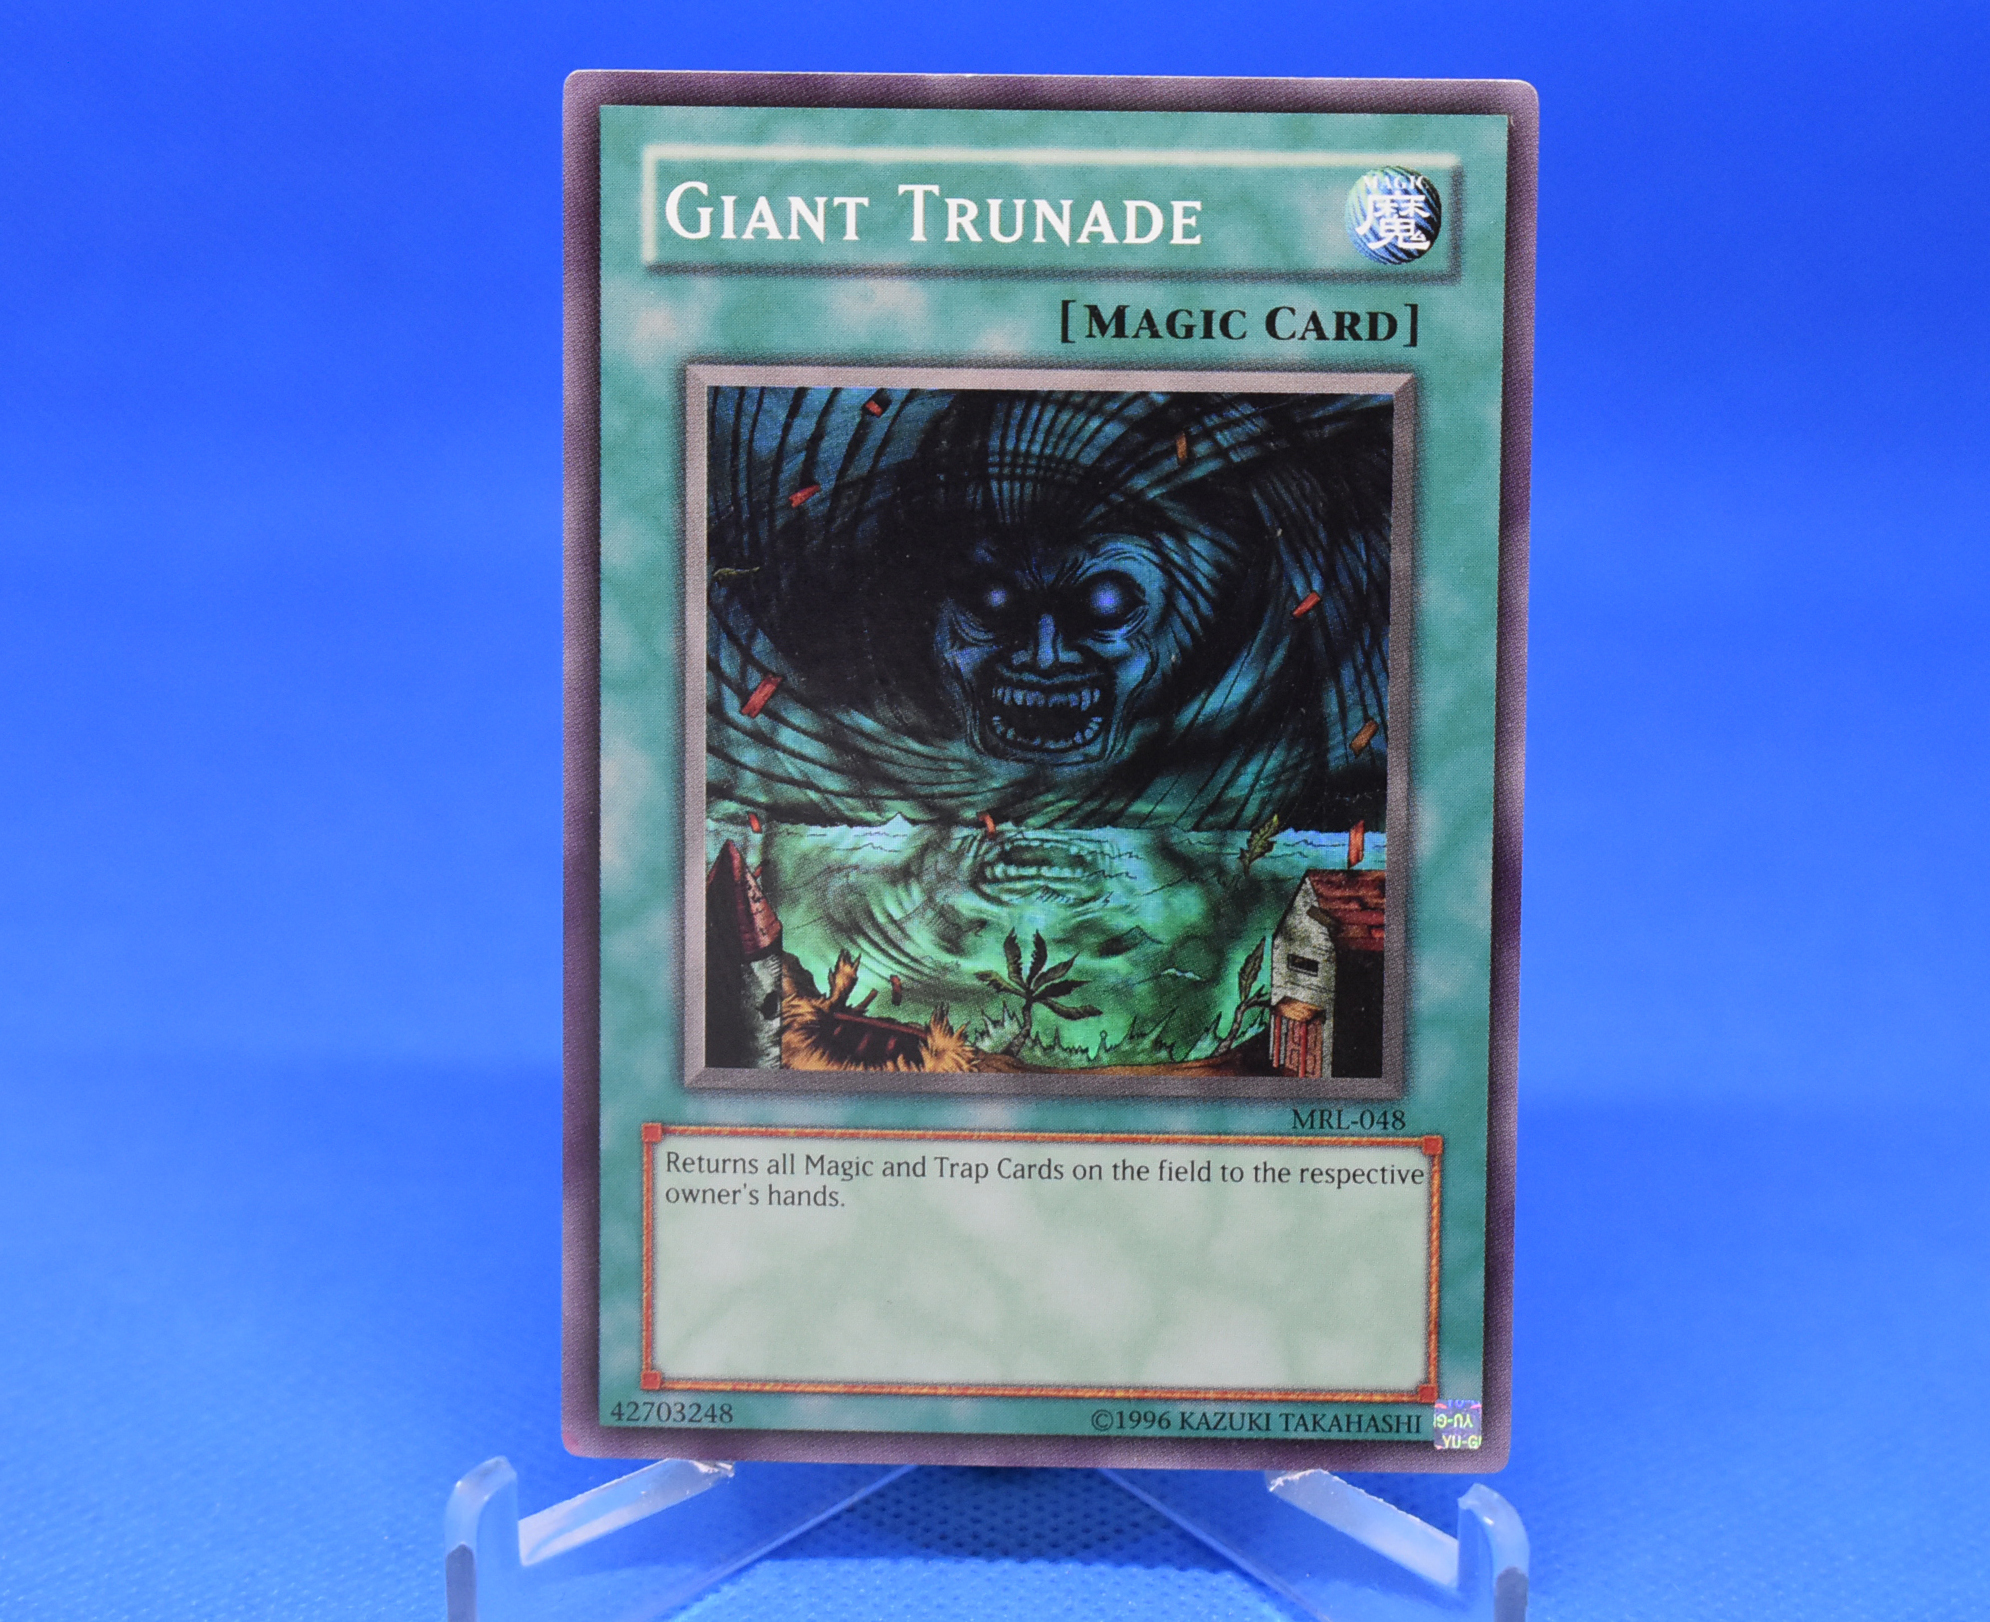 GIANT TRUNADE
MAGIC
魔
[MAGIC CARD]
MRL-048
Returns all Magic and Trap Cards on the field to the respective
owner's hands.
42703248
©1996 KAZUKI TAKAHASHI
YU-G